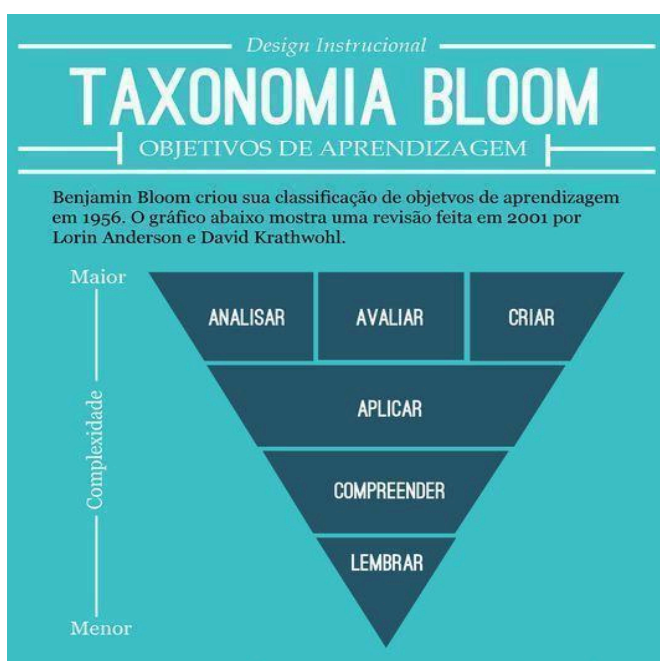 Design Instrucional
TAXONOMIA BLOOM
OBJETIVOS DE APRENDIZAGEM
Benjamin Bloom criou sua classificação de objetvos de aprendizagem
em 1956. O gráfico abaixo mostra uma revisão feita em 2001 por
Lorin Anderson e David Krathwohl.
Maior
ANALISAR
AVALIAR
CRIAR
APLICAR
Complexidade
COMPREENDER
LEMBRAR
Menor